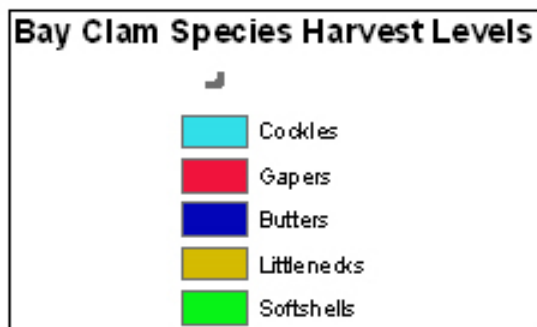 Bay Clam Species Harvest Levels
Cockles
Gapers
Butters
Littlenecks
Softshells